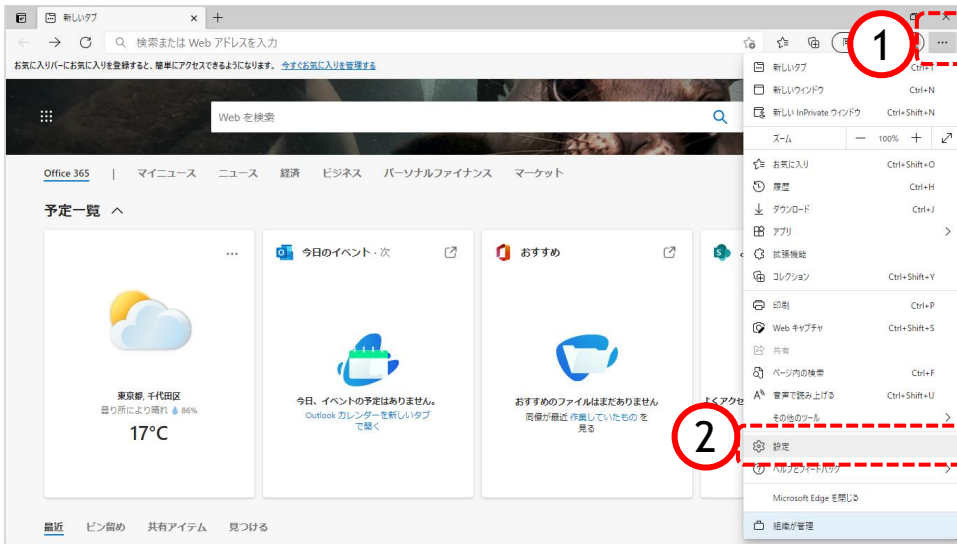 新しいタブ
検索または Web アドレスを入力
1
お気に入りバーにお気に入りを登録すると、簡単にアクセスできるようになります。 今すぐお気に入りを管理する
Web を検索
Office 365 | マイニュース ニュース 経済 ビジネス パーソナルファイナンス マーケット
予定一覧
今日のイベント・次
おすすめ
東京都, 千代田区
曇り所により晴れ 86%
17°C
今日、イベントの予定はありません。
Outlook カレンダーを新しいタブ
で開く
おすすめのファイルはまだありません
同僚が最近 作業していたもの を
見る
よくアクセ
最近 ピン留め 共有アイテム 見つける
新しいタブ Ctrl+T
新しいウィンドウ Ctrl+N
新しい InPrivate ウィンドウ Ctrl+Shift+N
ズーム 100%
お気に入り Ctrl+Shift+O
履歴 Ctrl+H
ダウンロード Ctrl+J
アプリ
拡張機能
コレクション Ctrl+Shift+Y
印刷 Ctrl+P
Web キャプチャ Ctrl+Shift+S
共有
ページ内の検索 Ctrl+F
音声で読み上げる Ctrl+Shift+U
その他のツール
2
設定
ヘルプとフィードバック
Microsoft Edge を閉じる
組織が管理